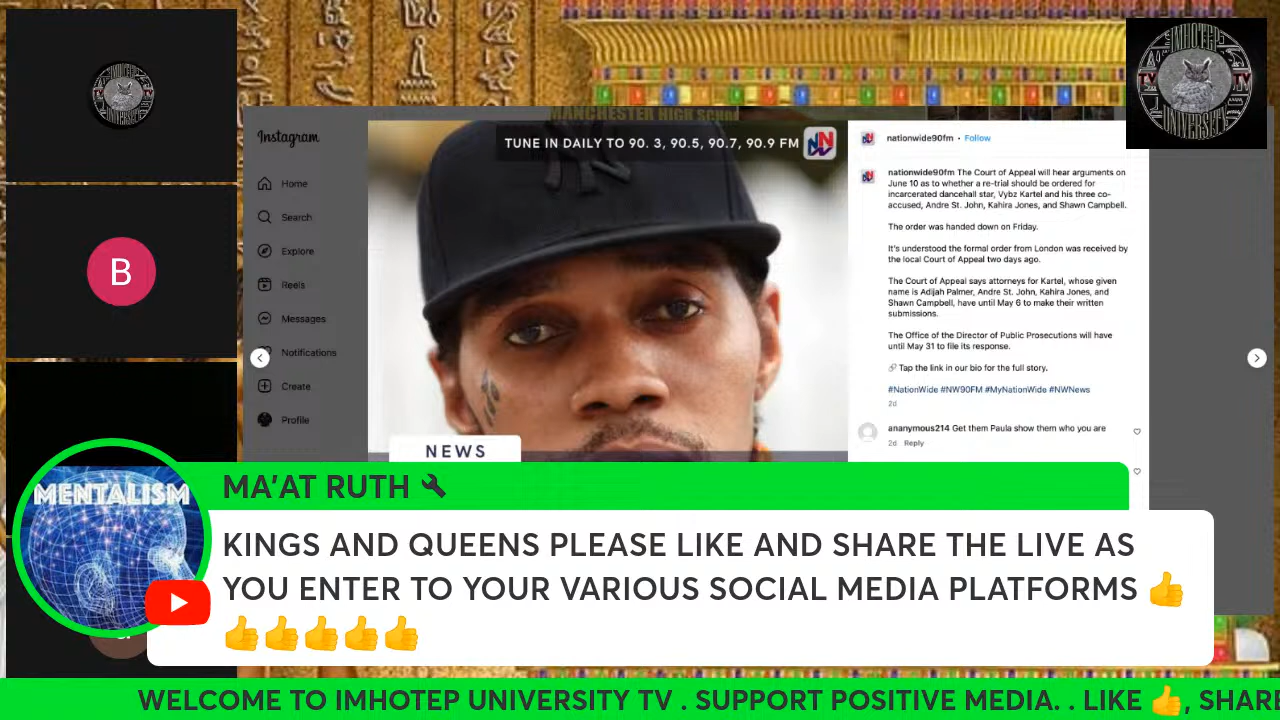 IMHOTEP
TV TV
UNIVERSITY
MANCHESTER HIGH SCHOOL
Instagram
TUNE IN DAILY TO 90. 3, 90.5, 90.7, 90.9 FM
Home
Search
Explore
Reels
Messages
Notifications
Create
Profile
B
NEWS
nationwide90fm • Follow
nationwide90fm The Court of Appeal will hear arguments on
June 10 as to whether a re-trial should be ordered for
incarcerated dancehall star, Vybz Kartel and his three co-
accused, Andre St. John, Kahira Jones, and Shawn Campbell.
The order was handed down on Friday.
It's understood the formal order from London was received by
the local Court of Appeal two days ago.
The Court of Appeal says attorneys for Kartel, whose given
name is Adijah Palmer, Andre St. John, Kahira Jones, and
Shawn Campbell, have until May 6 to make their written
submissions.
The Office of the Director of Public Prosecutions will have
until May 31 to file its response.
🔗 Tap the link in our bio for the full story.
#NationWide #NW90FM #MyNationWide #NWNews
2d
ananymous214 Get them Paula show them who you are
2d Reply
MENTALISM
MA'AT RUTH 🔧
KINGS AND QUEENS PLEASE LIKE AND SHARE THE LIVE AS
YOU ENTER TO YOUR VARIOUS SOCIAL MEDIA PLATFORMS 👍
👍👍👍👍👍
WELCOME TO IMHOTEP UNIVERSITY TV . SUPPORT POSITIVE MEDIA. . LIKE 👍, SHARE